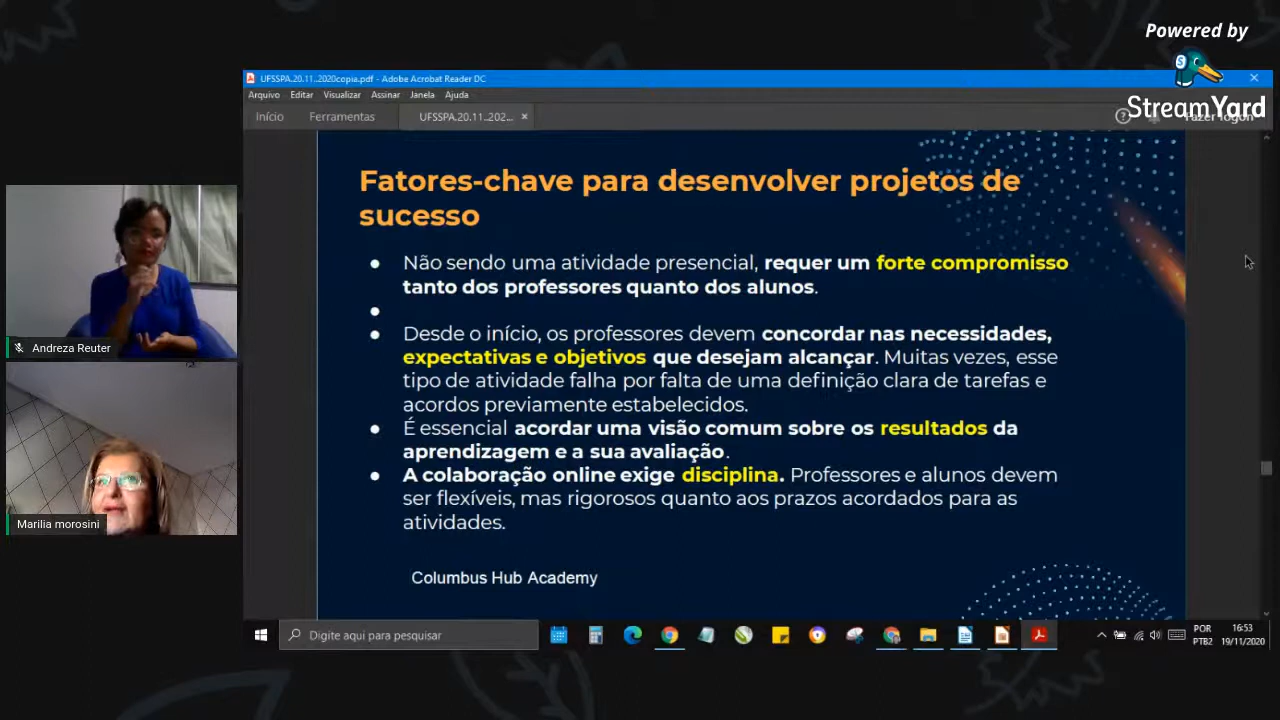 Powered by
StreamYard
UFSSPA.20.11..2020copia.pdf - Adobe Acrobat Reader DC
Arquivo Editar Visualizar Assinar Janela Ajuda
Início Ferramentas UFSSPA.20.11..202...
Fatores-chave para desenvolver projetos de
sucesso
Não sendo uma atividade presencial, requer um forte compromisso
tanto dos professores quanto dos alunos.
Desde o início, os professores devem concordar nas necessidades,
expectativas e objetivos que desejam alcançar. Muitas vezes, esse
tipo de atividade falha por falta de uma definição clara de tarefas e
acordos previamente estabelecidos.
É essencial acordar uma visão comum sobre os resultados da
aprendizagem e a sua avaliação.
A colaboração online exige disciplina. Professores e alunos devem
ser flexíveis, mas rigorosos quanto aos prazos acordados para as
atividades.
Columbus Hub Academy
Andreza Reuter
Marilia morosini
Digite aqui para pesquisar
POR
PTB2
16:53
19/11/2020